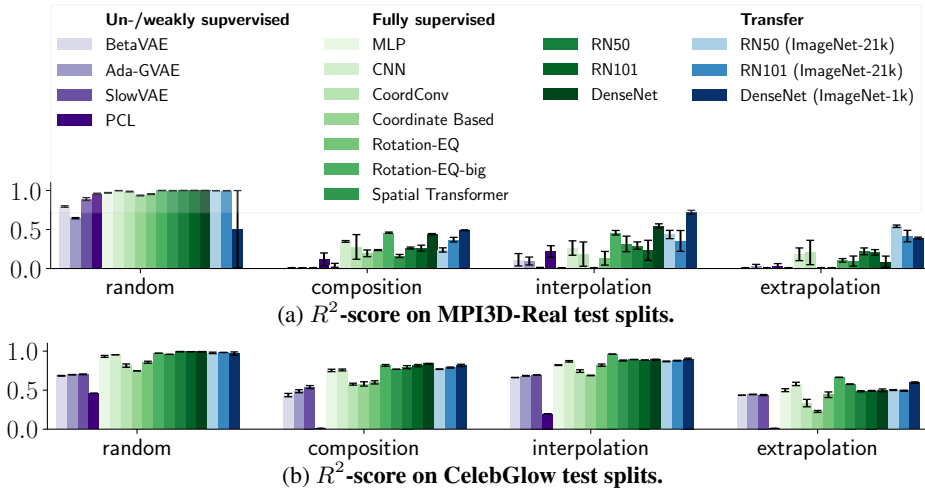 Un-/weakly supvervised
BetaVAE
Ada-GVAE
SlowVAE
PCL
Fully supervised
MLP
CNN
CoordConv
Coordinate Based
Rotation-EQ
Rotation-EQ-big
Spatial Transformer
RN50
RN101
DenseNet
Transfer
RN50 (ImageNet-21k)
RN101 (ImageNet-21k)
DenseNet (ImageNet-1k)
1.0
0.5
0.0
random composition interpolation extrapolation
(a) R²-score on MPI3D-Real test splits.
1.0
0.5
0.0
random composition interpolation extrapolation
(b) R²-score on CelebGlow test splits.